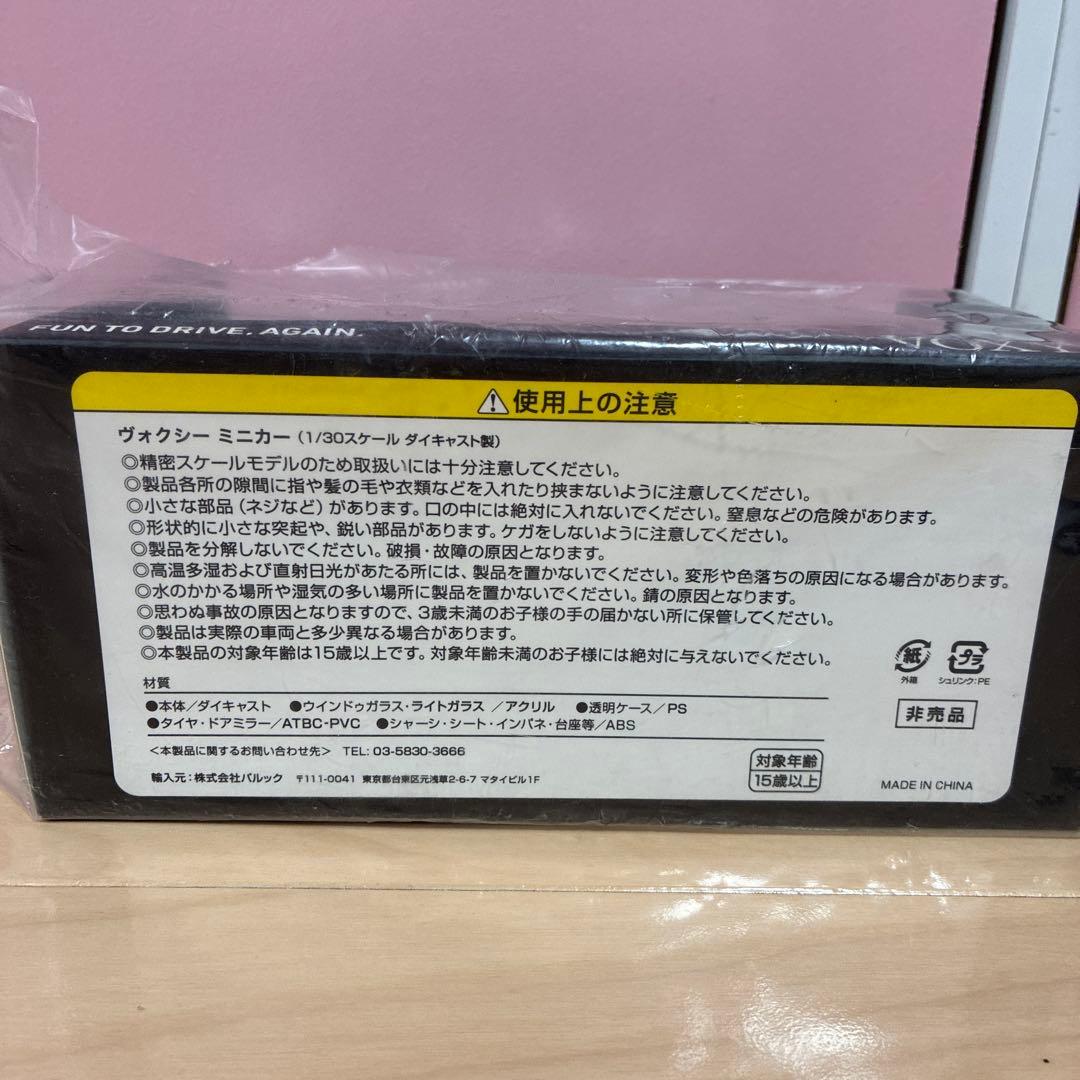 FUN TO DRIVE, AGAIN.
⚠使用上の注意
ヴォクシー ミニカー（1/30スケール ダイキャスト製）
◎精密スケールモデルのため取扱いには十分注意してください。
◎製品各所の隙間に指や髪の毛や衣類などを入れたり挟まないように注意してください。
◎小さな部品（ネジなど）があります。口の中には絶対に入れないでください。窒息などの危険があります。
◎形状的に小さな突起や、鋭い部品があります。ケガをしないように注意してください。
◎製品を分解しないでください。破損・故障の原因となります。
◎高温多湿および直射日光があたる所には、製品を置かないでください。変形や色落ちの原因になる場合があります。
◎水のかかる場所や湿気の多い場所に製品を置かないでください。錆の原因となります。
◎思わぬ事故の原因となりますので、3歳未満のお子様の手の届かない所に保管してください。
◎製品は実際の車両と多少異なる場合があります。
◎本製品の対象年齢は15歳以上です。対象年齢未満のお子様には絶対に与えないでください。
紙 プラ
外箱 シュリンク：PE
材質
●本体／ダイキャスト ●ウインドゥガラス・ライトガラス ／アクリル ●透明ケース／PS
●タイヤ・ドアミラー／ATBC-PVC ●シャーシ・シート・インパネ・台座等／ABS
非売品
＜本製品に関するお問い合わせ先＞ TEL: 03-5830-3666
輸入元：株式会社バルック 〒111-0041 東京都台東区元浅草2-6-7 マタイビル1F
対象年齢
15歳以上
MADE IN CHINA